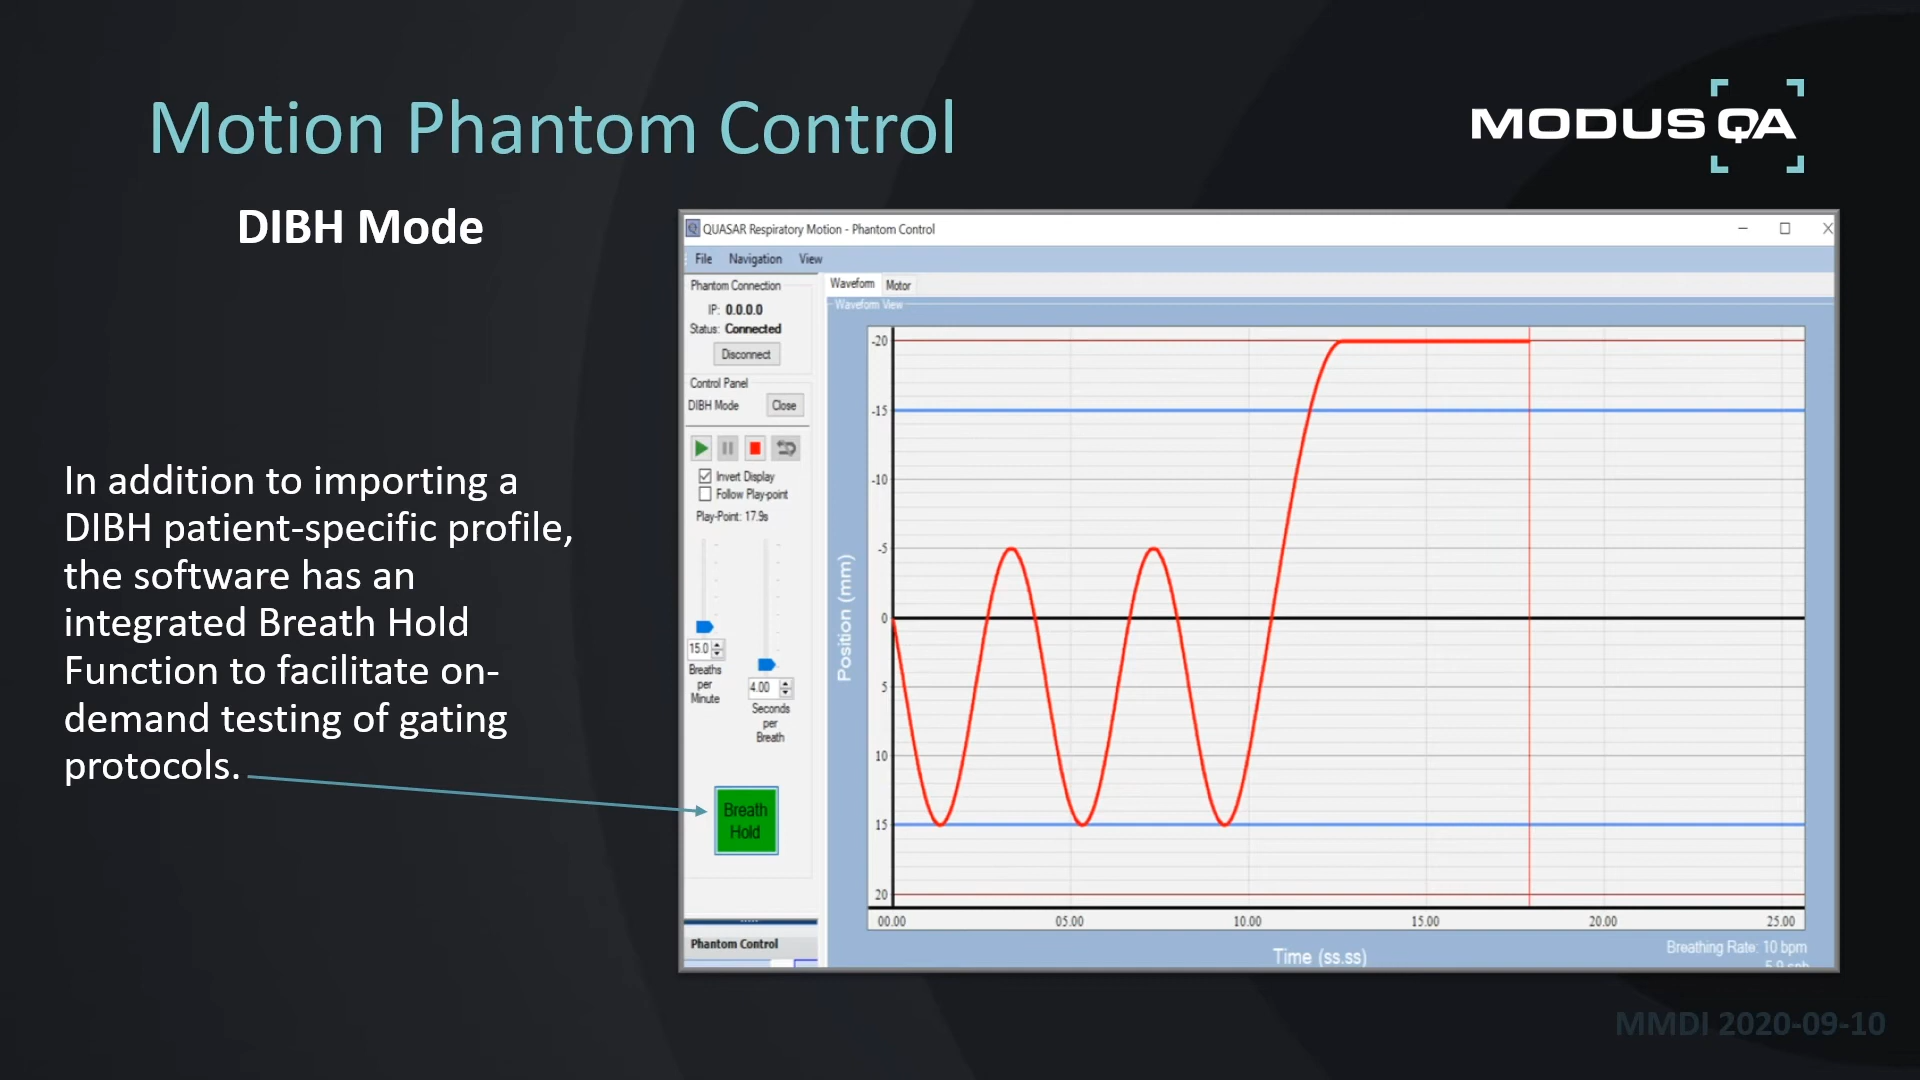 Motion Phantom Control
MODUS QA
DIBH Mode
In addition to importing a
DIBH patient-specific profile,
the software has an
integrated Breath Hold
Function to facilitate on-
demand testing of gating
protocols.
QUASAR Respiratory Motion - Phantom Control
File Navigation View
Phantom Connection
IP: 0.0.0.0
Status: Connected
Disconnect
Control Panel
DIBH Mode Close
Invert Display
Follow Play-point
Play-Point: 17.9s
15.0
Breaths
per
Minute
4.00
Seconds
per
Breath
Breath
Hold
Phantom Control
Waveform Motor
Waveform View
Position (mm)
-20
-15
-10
-5
0
5
10
15
20
00.00 05.00 10.00 15.00 20.00 25.00
Time (ss.ss)
Breathing Rate: 10 bpm
MMDI 2020-09-10